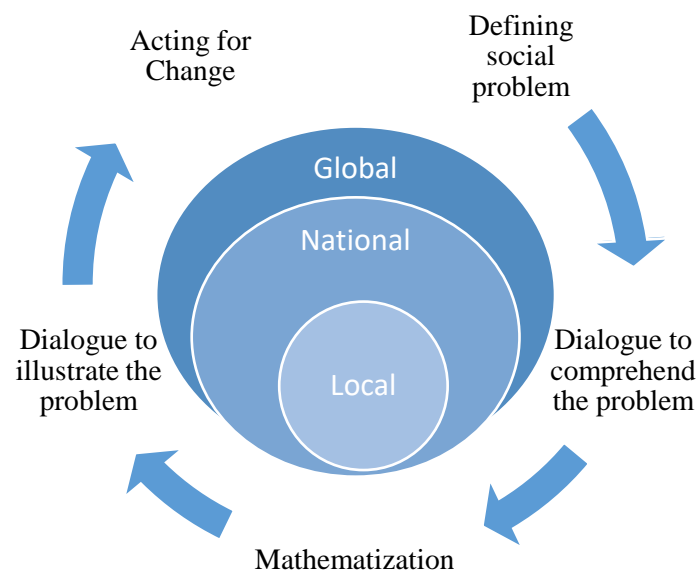 Acting for
Change
Defining
social
problem
Global
National
Local
Dialogue to
illustrate the
problem
Dialogue to
comprehend
the problem
Mathematization